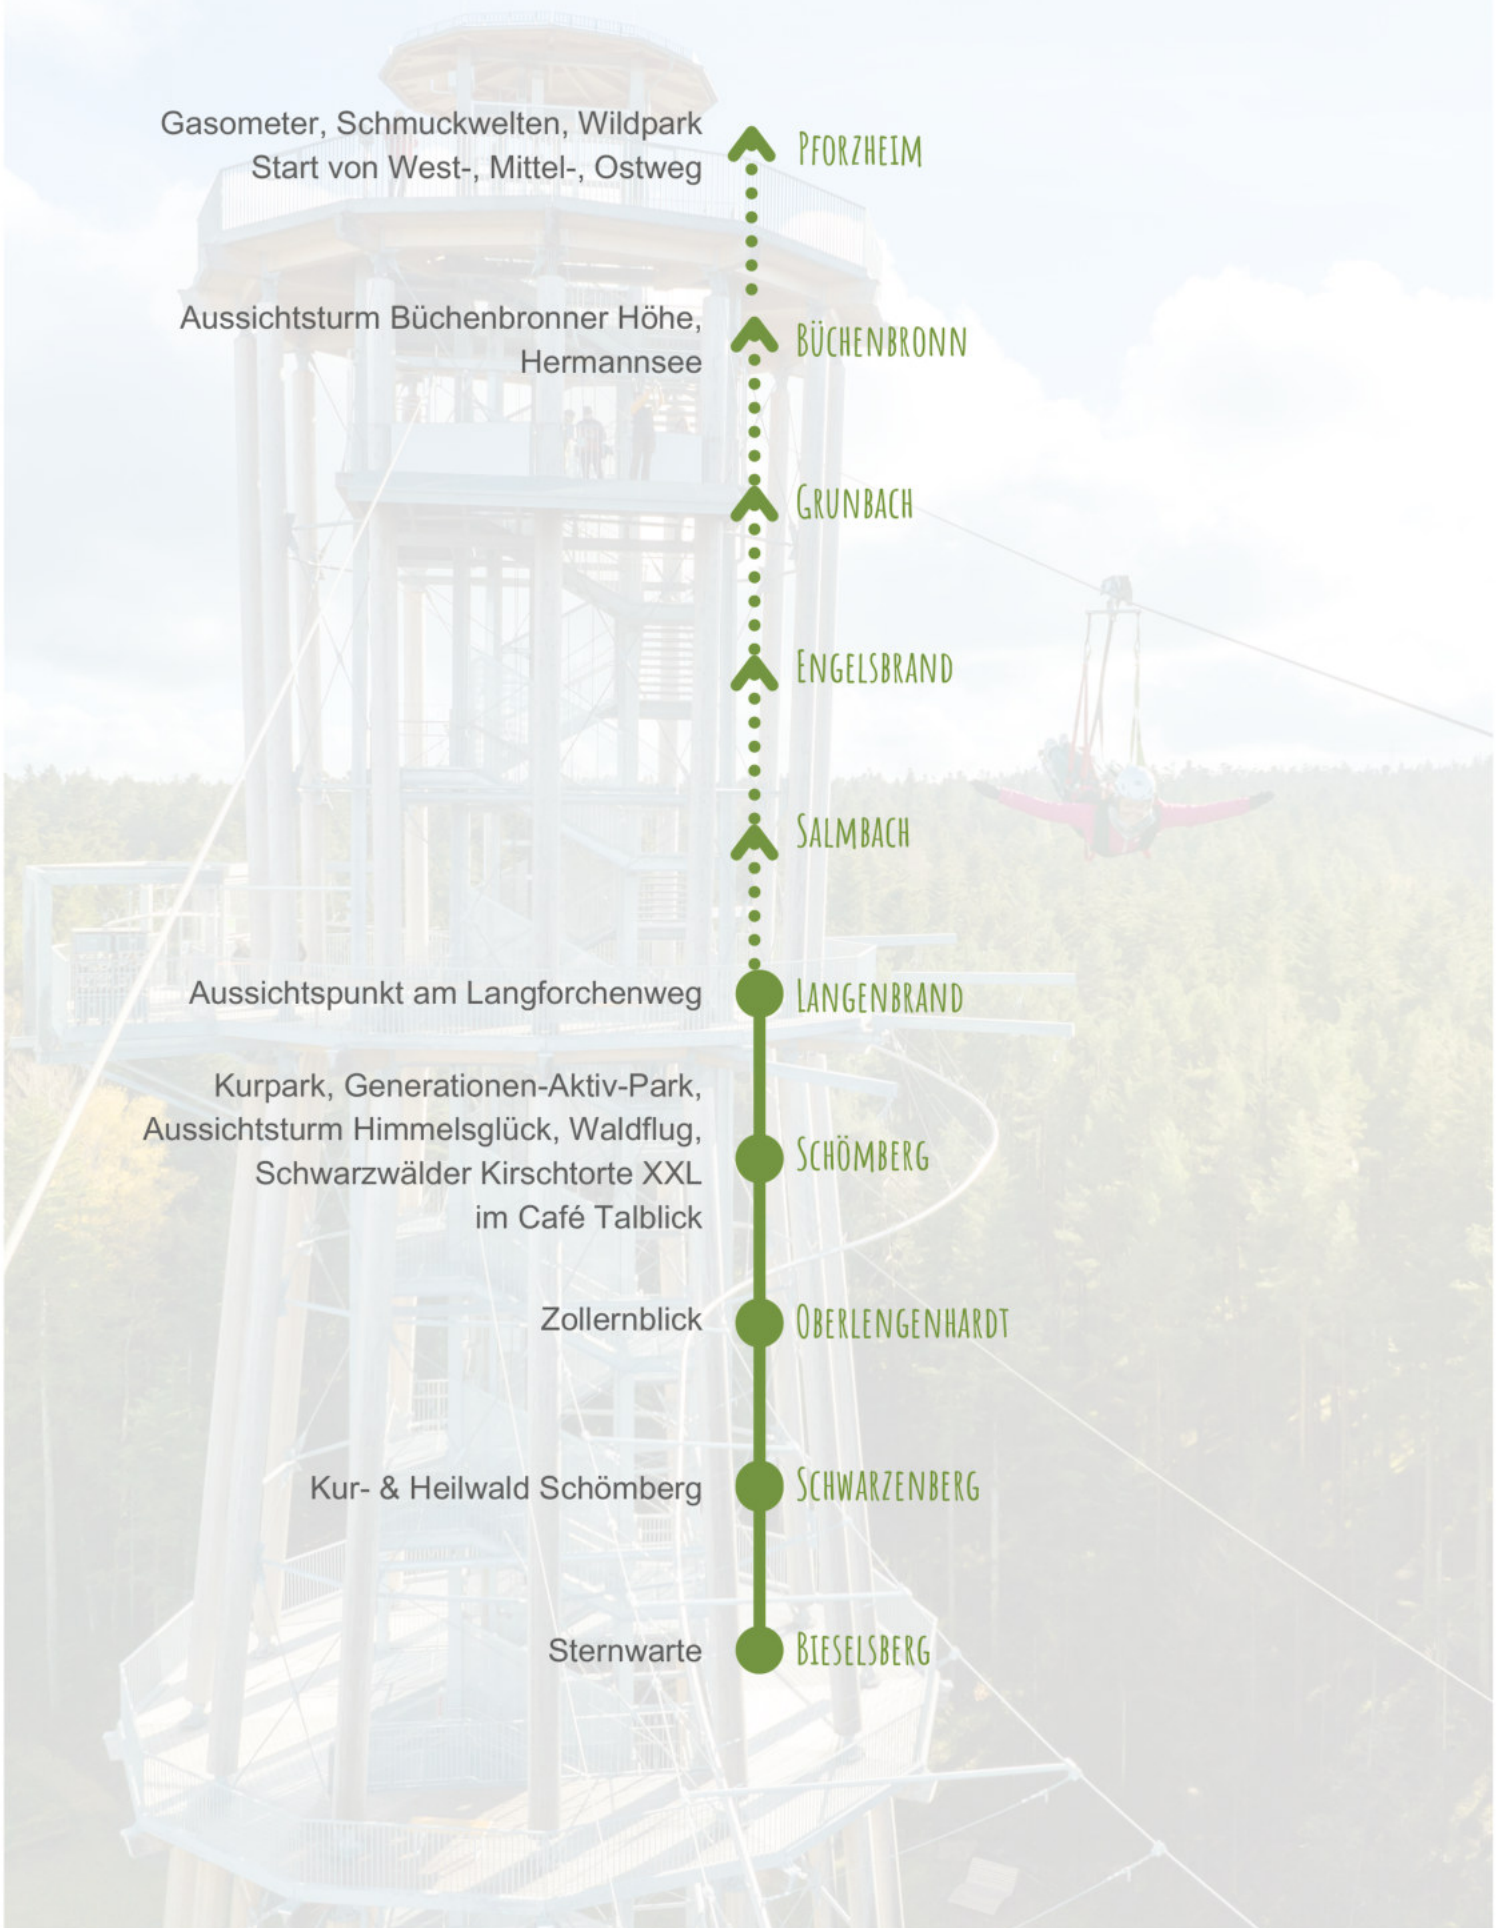 Gasometer, Schmuckwelten, Wildpark
Start von West-, Mittel-, Ostweg
PFORZHEIM
Aussichtsturm Büchenbronner Höhe,
Hermannsee
BÜCHENBRONN
GRUNBACH
ENGELSBRAND
SALMBACH
Aussichtspunkt am Langforchenweg
LANGENBRAND
Kurpark, Generationen-Aktiv-Park,
Aussichtsturm Himmelsglück, Waldflug,
Schwarzwälder Kirschtorte XXL
im Café Talblick
SCHÖMBERG
Zollernblick
OBERLENGENHARDT
Kur- & Heilwald Schömberg
SCHWARZENBERG
Sternwarte
BIESELSBERG